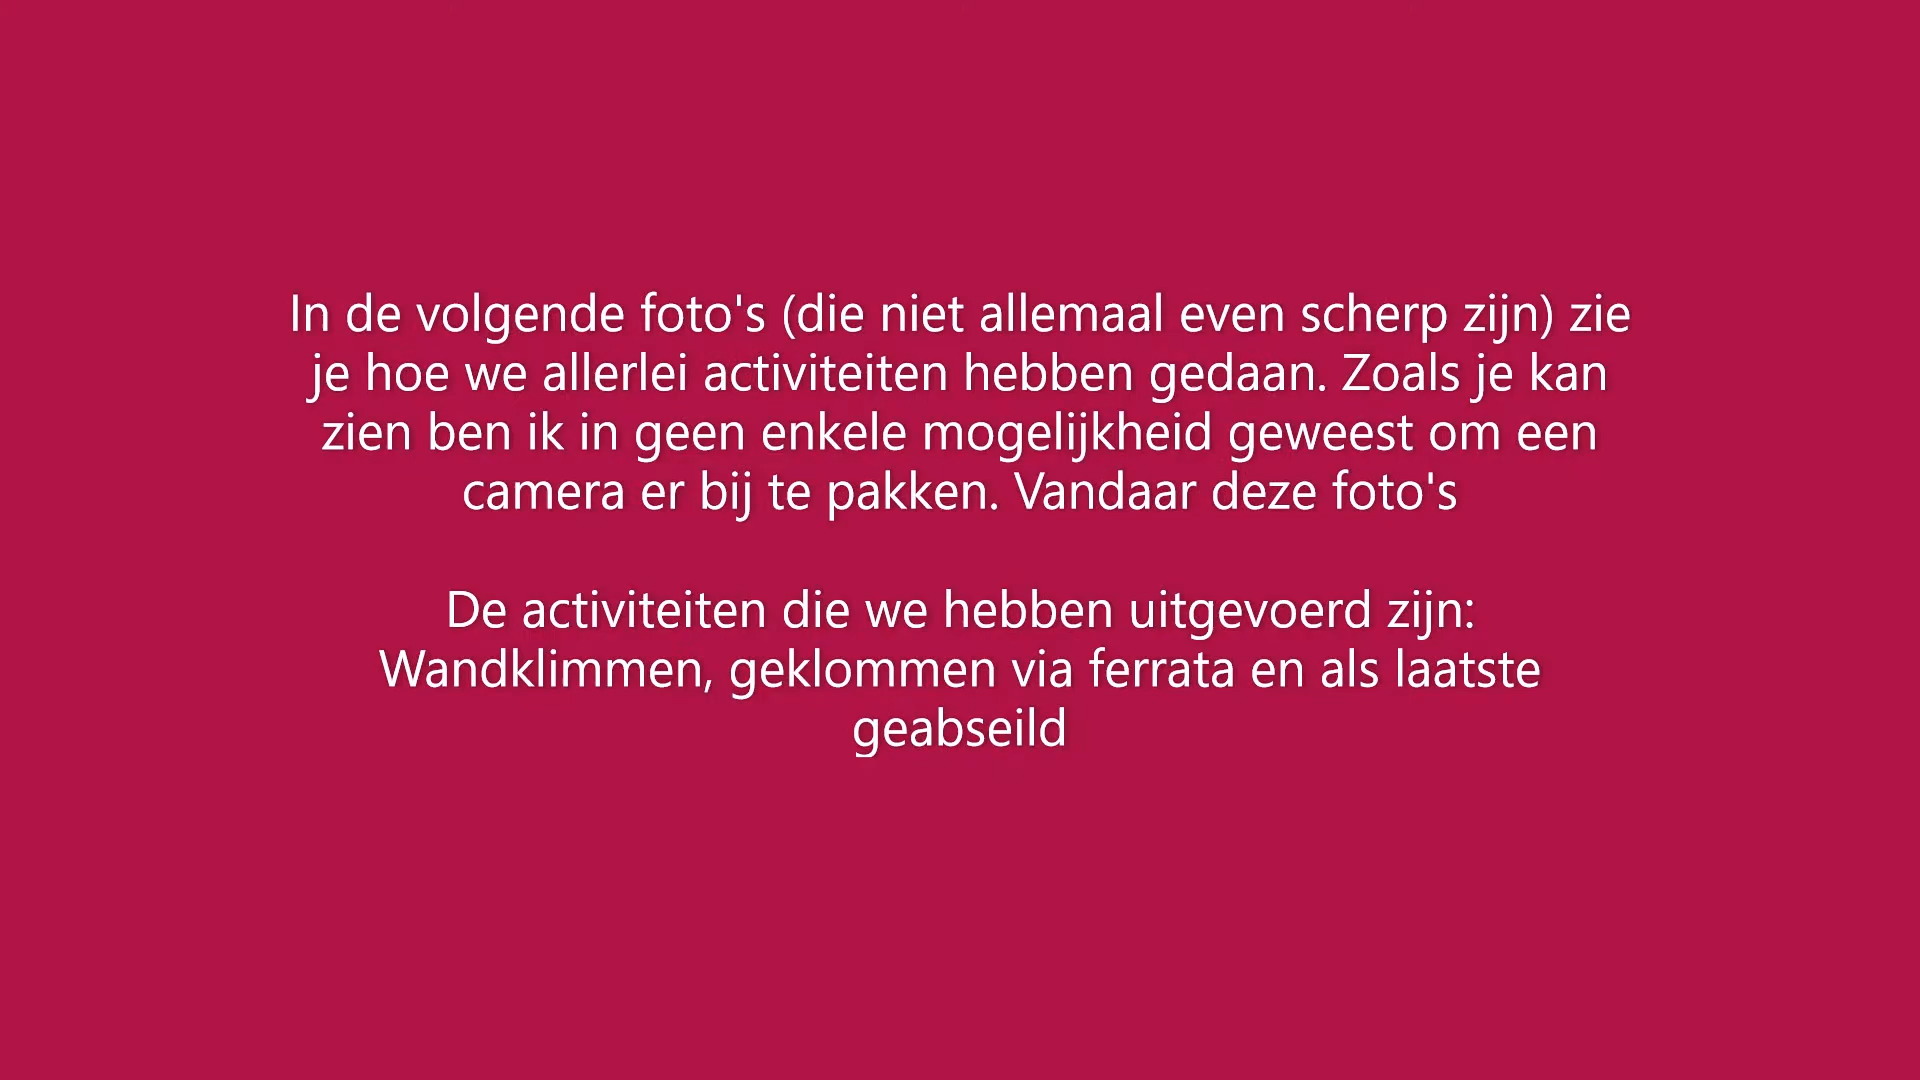 In de volgende foto's (die niet allemaal even scherp zijn) zie
je hoe we allerlei activiteiten hebben gedaan. Zoals je kan
zien ben ik in geen enkele mogelijkheid geweest om een
camera er bij te pakken. Vandaar deze foto's
De activiteiten die we hebben uitgevoerd zijn:
Wandklimmen, geklommen via ferrata en als laatste
geabseild